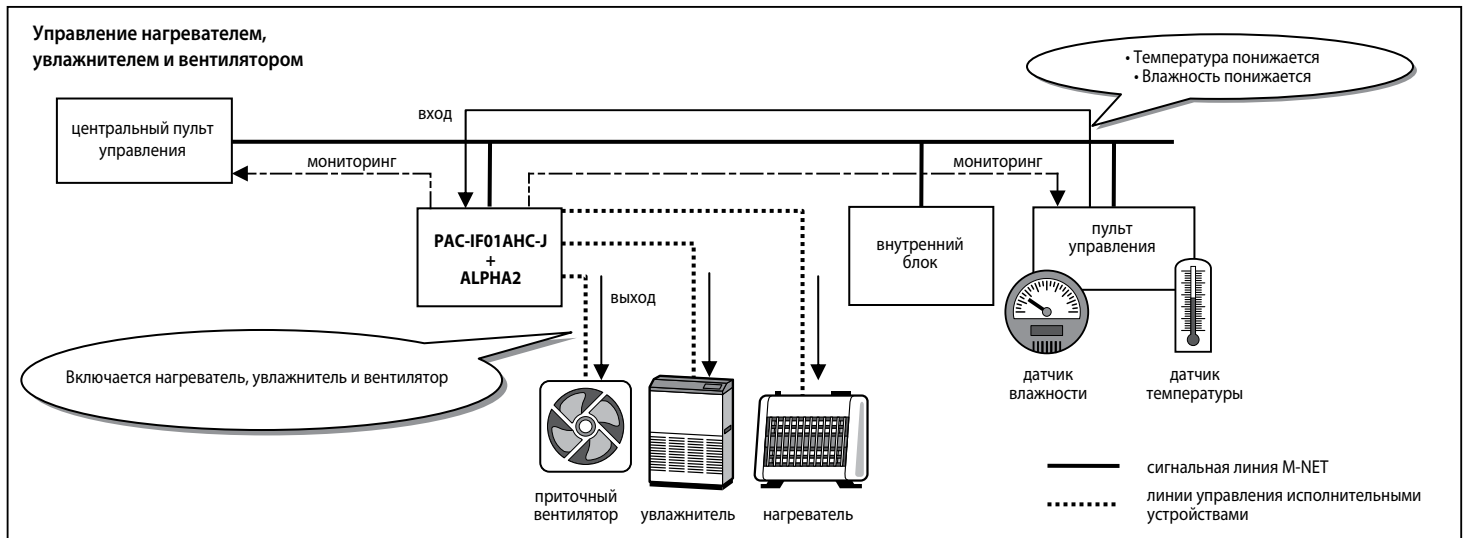 Управление нагревателем,
увлажнителем и вентилятором
• Температура понижается
• Влажность понижается
вход
центральный пульт
управления
мониторинг
мониторинг
PAC-IF01AHC-J
+
ALPHA2
внутренний
блок
пульт
управления
выход
Включается нагреватель, увлажнитель и вентилятор
датчик
влажности
датчик
температуры
приточный
вентилятор
увлажнитель
нагреватель
сигнальная линия M-NET
линии управления исполнительными
устройствами